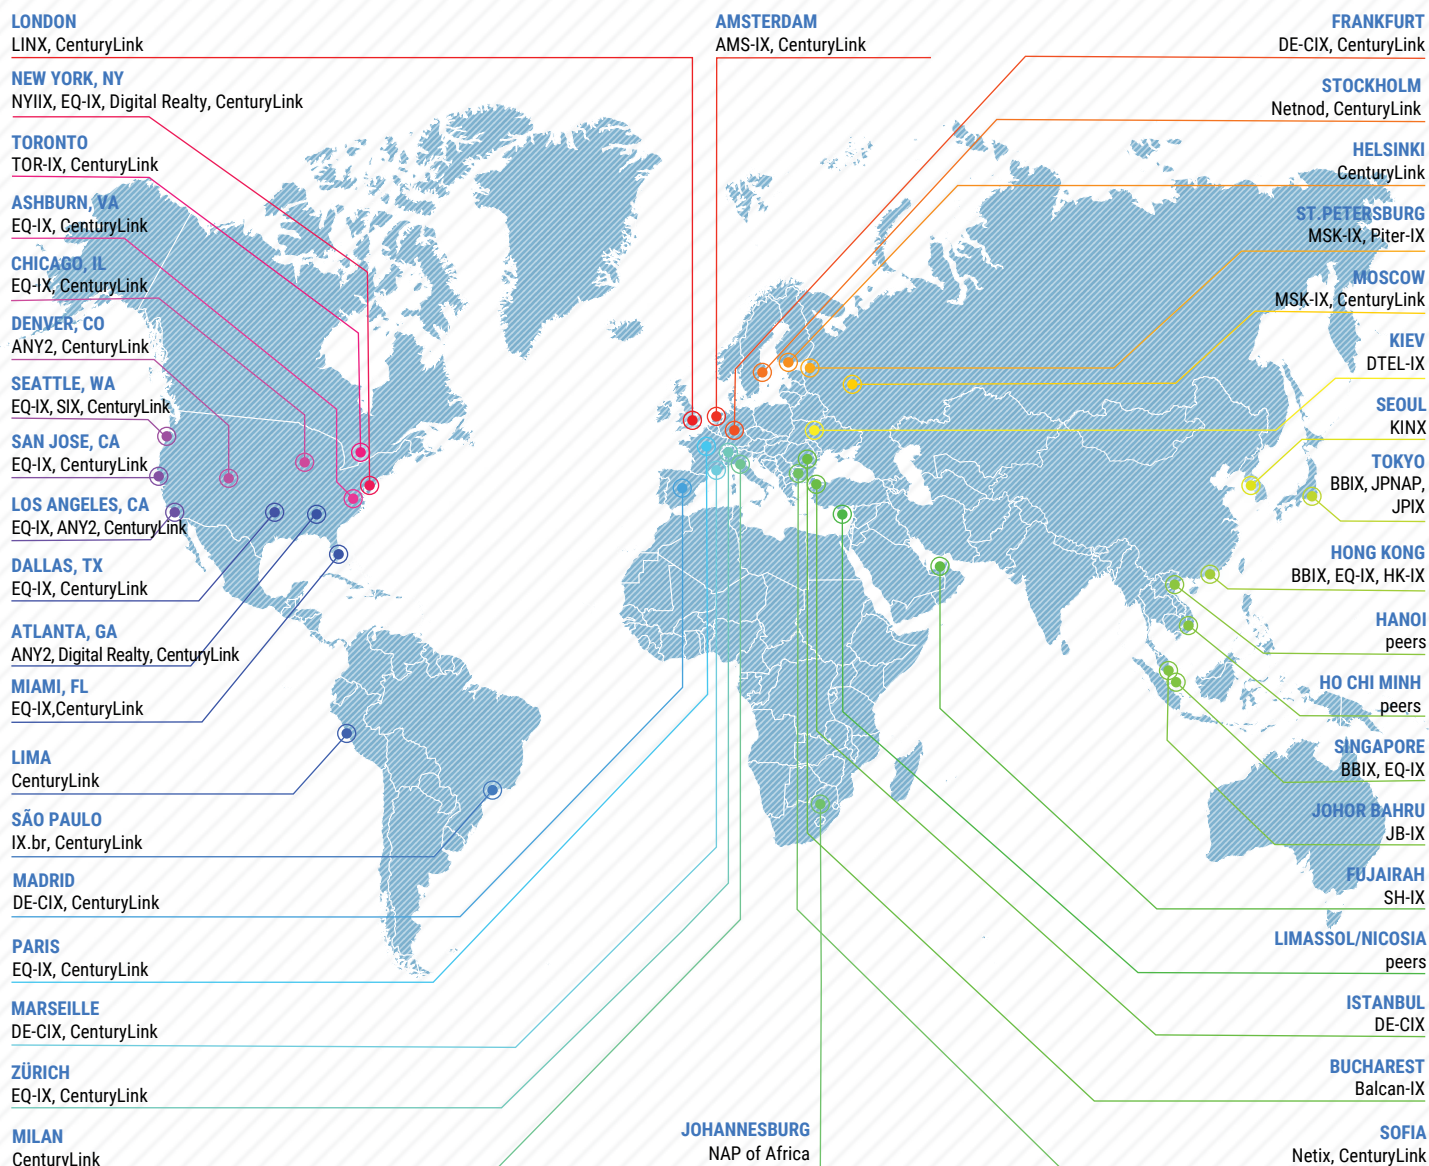 LONDON
LINX, CenturyLink
NEW YORK, NY
NYIIX, EQ-IX, Digital Realty, CenturyLink
TORONTO
TOR-IX, CenturyLink
ASHBURN, VA
EQ-IX, CenturyLink
CHICAGO, IL
EQ-IX, CenturyLink
DENVER, CO
ANY2, CenturyLink
SEATTLE, WA
EQ-IX, SIX, CenturyLink
SAN JOSE, CA
EQ-IX, CenturyLink
LOS ANGELES, CA
EQ-IX, ANY2, CenturyLink
DALLAS, TX
EQ-IX, CenturyLink
ATLANTA, GA
ANY2, Digital Realty, CenturyLink
MIAMI, FL
EQ-IX,CenturyLink
LIMA
CenturyLink
SÃO PAULO
IX.br, CenturyLink
MADRID
DE-CIX, CenturyLink
PARIS
EQ-IX, CenturyLink
MARSEILLE
DE-CIX, CenturyLink
ZÜRICH
EQ-IX, CenturyLink
MILAN
CenturyLink
AMSTERDAM
AMS-IX, CenturyLink
JOHANNESBURG
NAP of Africa
FRANKFURT
DE-CIX, CenturyLink
STOCKHOLM
Netnod, CenturyLink
HELSINKI
CenturyLink
ST.PETERSBURG
MSK-IX, Piter-IX
MOSCOW
MSK-IX, CenturyLink
KIEV
DTEL-IX
SEOUL
KINX
TOKYO
BBIX, JPNAP,
JPIX
HONG KONG
BBIX, EQ-IX, HK-IX
HANOI
peers
HO CHI MINH
peers
SINGAPORE
BBIX, EQ-IX
JOHOR BAHRU
JB-IX
FUJAIRAH
SH-IX
LIMASSOL/NICOSIA
peers
ISTANBUL
DE-CIX
BUCHAREST
Balcan-IX
SOFIA
Netix, CenturyLink